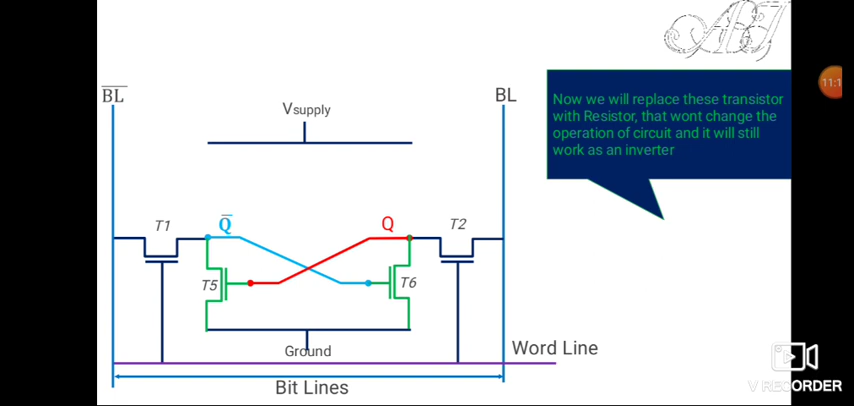 11:1
BL
BL
Vsupply
Now we will replace these transistor
with Resistor, that wont change the
operation of circuit and it will still
work as an inverter
T1
Q
Q
T2
T5
T6
Ground
Word Line
Bit Lines
V RECORDER